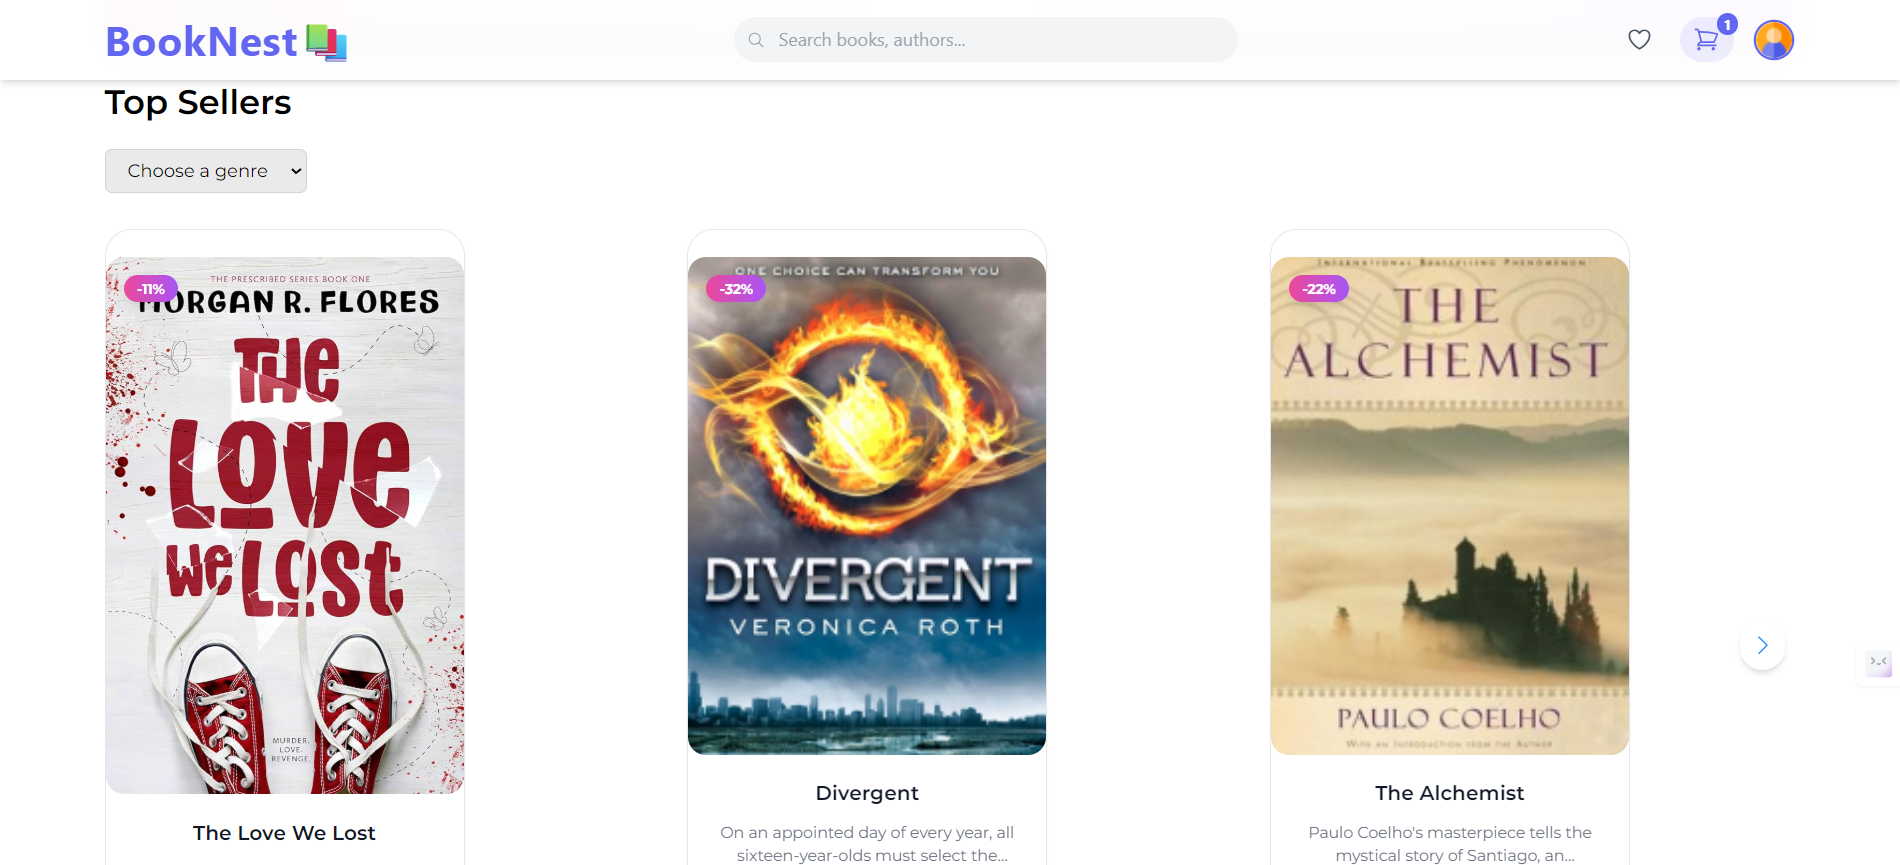 BookNest
Search books, authors...
1
Top Sellers
Choose a genre
-11%
THE PRESCRIBED SERIES BOOK ONE
MORGAN R. FLORES
THE
LOVE
WE LOST
MURDER.
LOVE.
REVENGE.
The Love We Lost
-32%
ONE CHOICE CAN TRANSFORM YOU
DIVERGENT
VERONICA ROTH
Divergent
On an appointed day of every year, all
sixteen-year-olds must select the...
-22%
INTERNATIONAL BESTSELLING PHENOMENON
THE
ALCHEMIST
PAULO COELHO
WITH AN INTRODUCTION FROM THE AUTHOR
The Alchemist
Paulo Coelho's masterpiece tells the
mystical story of Santiago, an...